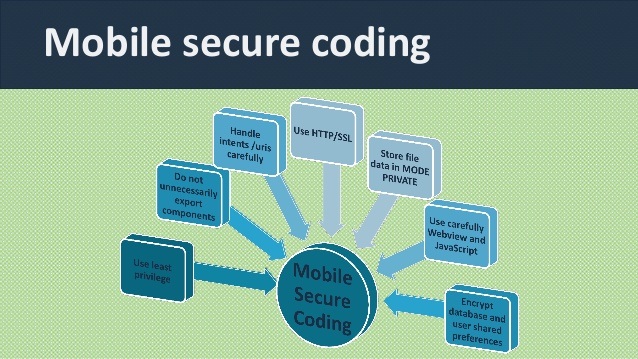 Mobile secure coding
Use least
privilege
Do not
unnecessarily
export
components
Handle
intents /uris
carefully
Use HTTP/SSL
Store file
data in MODE
PRIVATE
Use carefully
Webview and
JavaScript
Encrypt
database and
user shared
preferences
Mobile
Secure
Coding